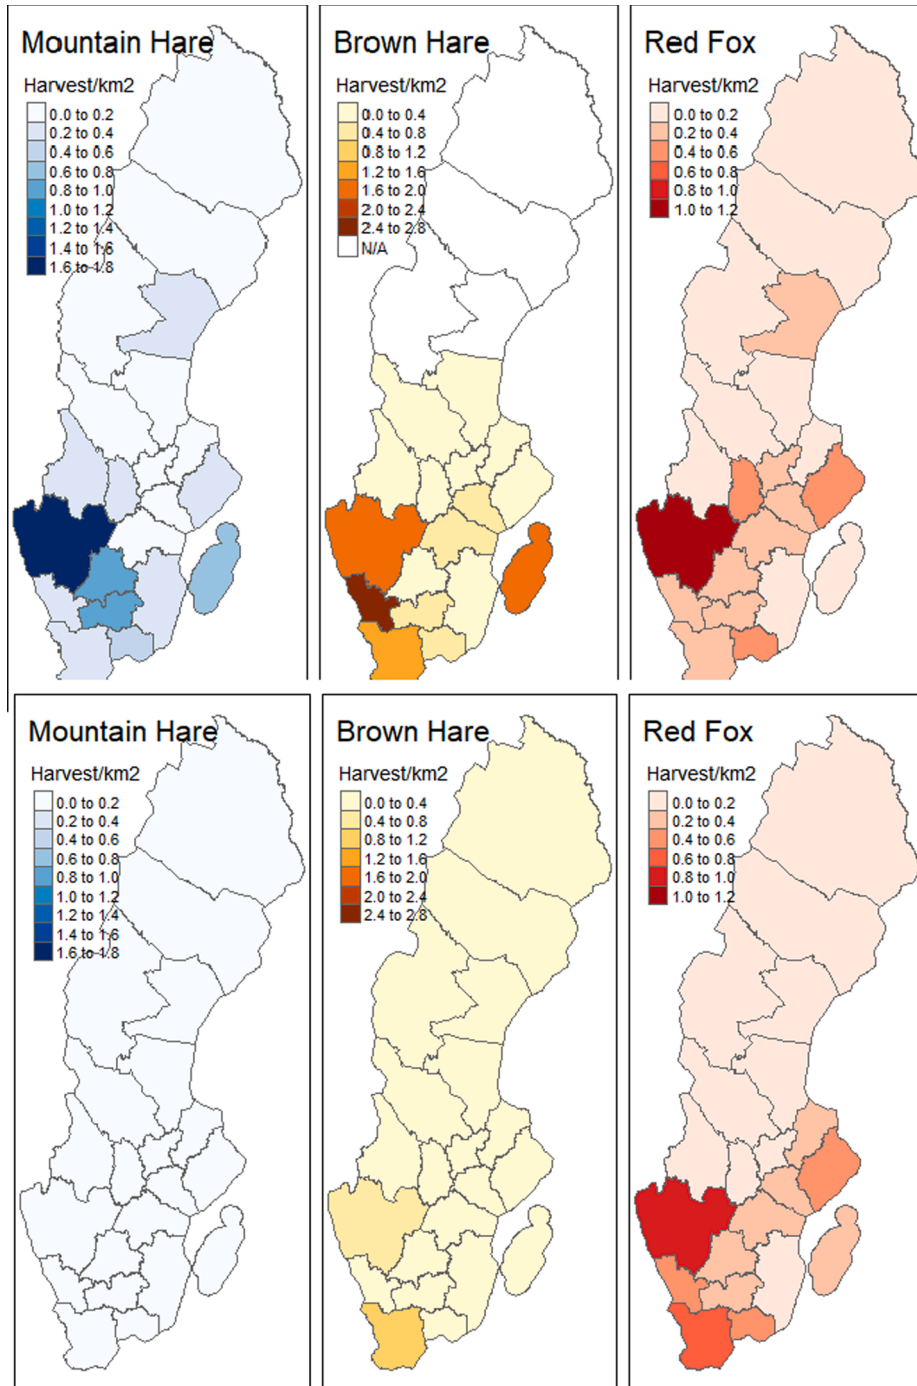 Mountain Hare
Harvest/km2
0.0 to 0.2
0.2 to 0.4
0.4 to 0.6
0.6 to 0.8
0.8 to 1.0
1.0 to 1.2
1.2 to 1.4
1.4 to 1.6
1.6 to 1.8
Brown Hare
Harvest/km2
0.0 to 0.4
0.4 to 0.8
0.8 to 1.2
1.2 to 1.6
1.6 to 2.0
2.0 to 2.4
2.4 to 2.8
N/A
Red Fox
Harvest/km2
0.0 to 0.2
0.2 to 0.4
0.4 to 0.6
0.6 to 0.8
0.8 to 1.0
1.0 to 1.2
Mountain Hare
Harvest/km2
0.0 to 0.2
0.2 to 0.4
0.4 to 0.6
0.6 to 0.8
0.8 to 1.0
1.0 to 1.2
1.2 to 1.4
1.4 to 1.6
1.6 to 1.8
Brown Hare
Harvest/km2
0.0 to 0.4
0.4 to 0.8
0.8 to 1.2
1.2 to 1.6
1.6 to 2.0
2.0 to 2.4
2.4 to 2.8
Red Fox
Harvest/km2
0.0 to 0.2
0.2 to 0.4
0.4 to 0.6
0.6 to 0.8
0.8 to 1.0
1.0 to 1.2